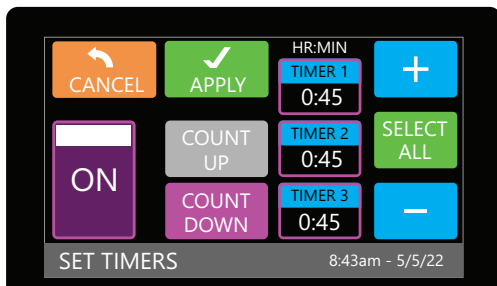 CANCEL
APPLY
HR:MIN
TIMER 1
0:45
+
ON
COUNT
UP
TIMER 2
0:45
SELECT
ALL
COUNT
DOWN
TIMER 3
0:45
−
SET TIMERS
8:43am - 5/5/22